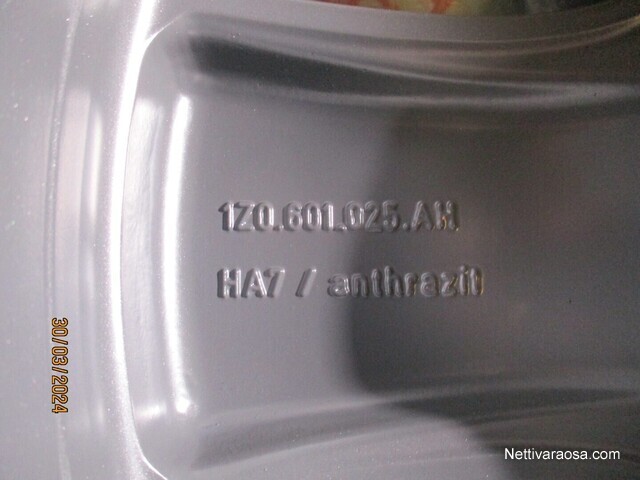 1Z0.601.025.AH
HA7 / anthrazit
30/03/2024
Nettivaraosa.com